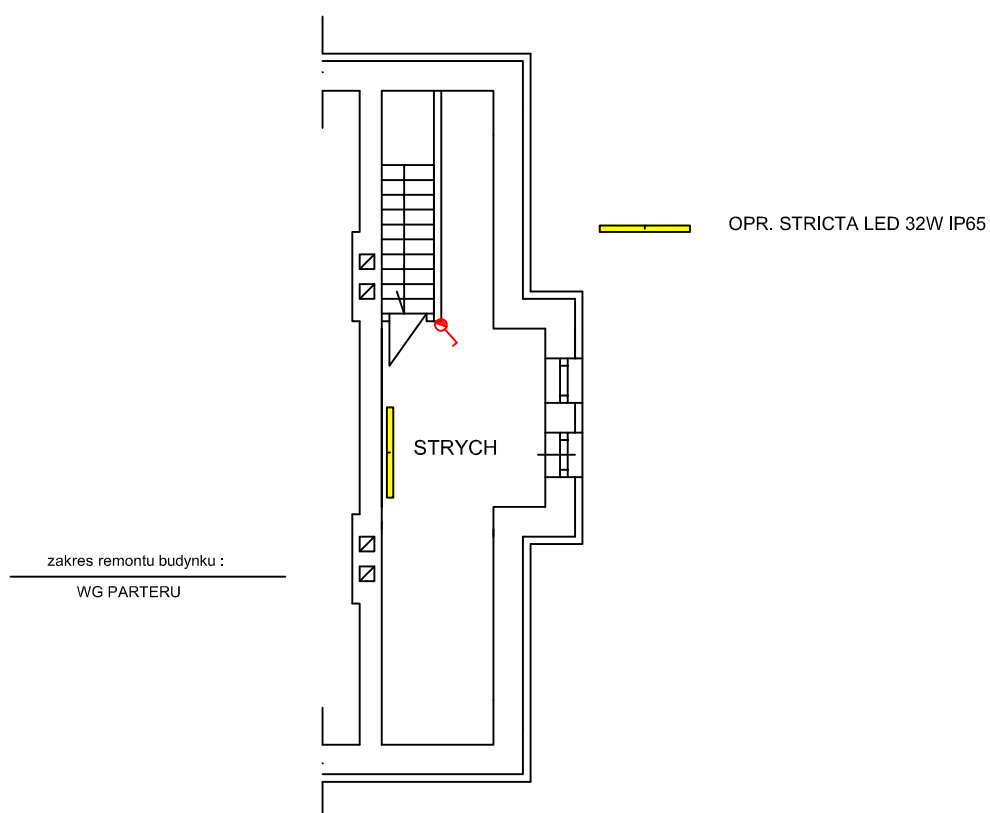 OPR. STRICTA LED 32W IP65
STRYCH
zakres remontu budynku :
WG PARTERU